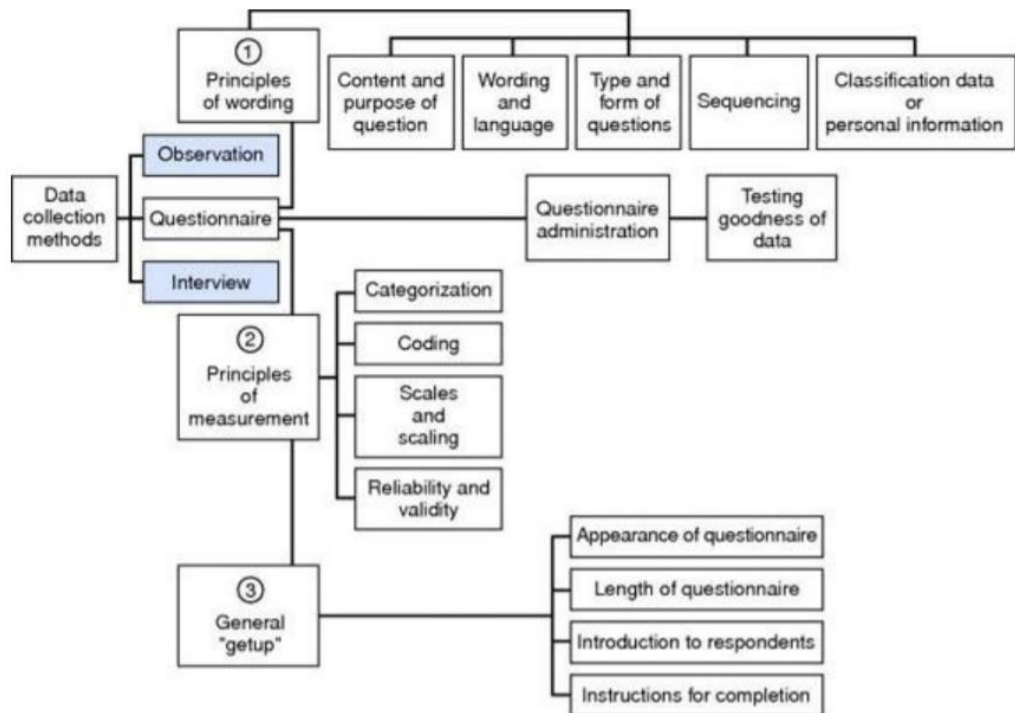 ①
Principles
of wording
Content and
purpose of
question
Wording
and
language
Type and
form of
questions
Sequencing
Classification data
or
personal information
Observation
Data
collection
methods
Questionnaire
Questionnaire
administration
Testing
goodness of
data
Interview
②
Principles
of
measurement
Categorization
Coding
Scales
and
scaling
Reliability and
validity
③
General
"getup"
Appearance of questionnaire
Length of questionnaire
Introduction to respondents
Instructions for completion